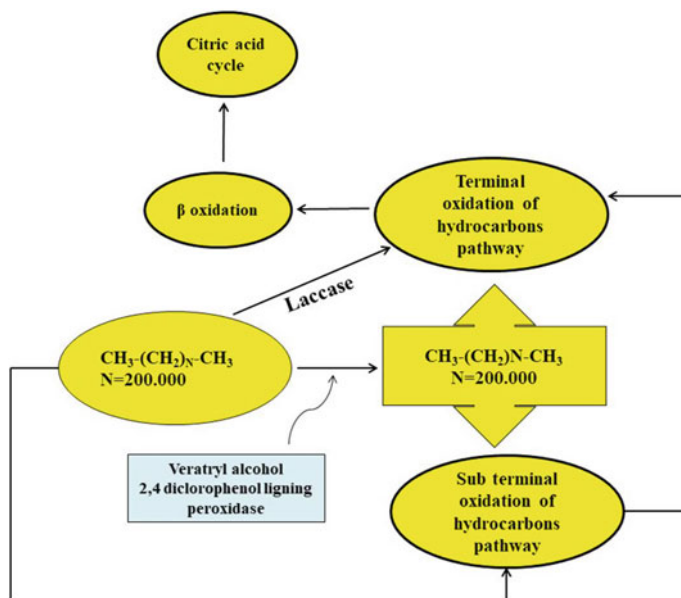 Citric acid
cycle
β oxidation
Terminal
oxidation of
hydrocarbons
pathway
Laccase
CH₃-(CH₂)ₙ-CH₃
N=200.000
CH₃-(CH₂)N-CH₃
N=200.000
Veratryl alcohol
2,4 diclorophenol ligning
peroxidase
Sub terminal
oxidation of
hydrocarbons
pathway